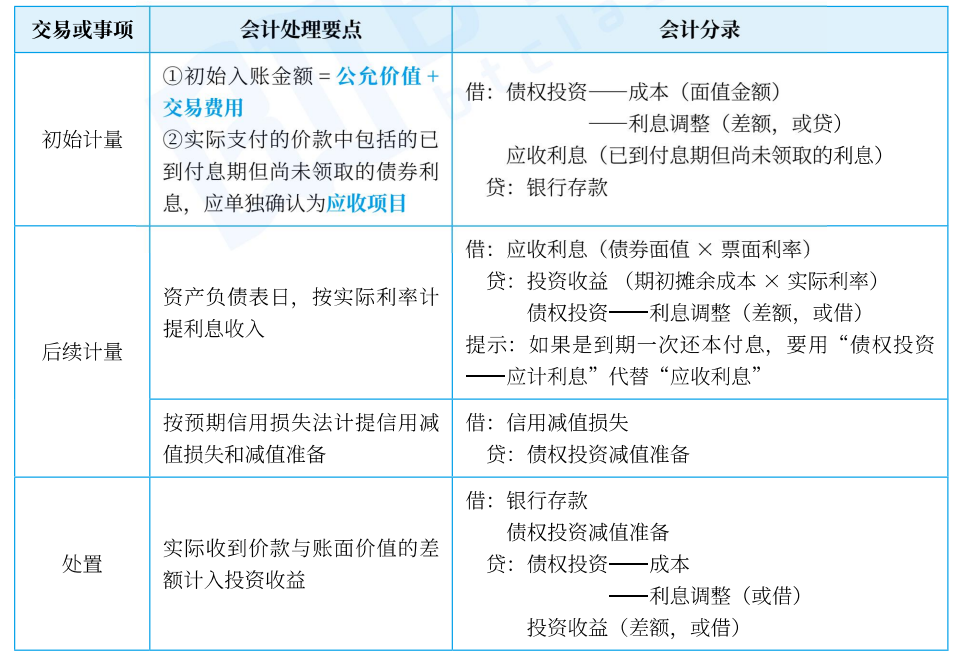 交易或事项
会计处理要点
会计分录
初始计量
①初始入账金额 = 公允价值 +
交易费用
②实际支付的价款中包括的已
到付息期但尚未领取的债券利
息，应单独确认为应收项目
借：债权投资——成本（面值金额）
——利息调整（差额，或贷）
应收利息（已到付息期但尚未领取的利息）
贷：银行存款
后续计量
资产负债表日，按实际利率计
提利息收入
借：应收利息（债券面值 × 票面利率）
贷：投资收益 （期初摊余成本 × 实际利率）
债权投资——利息调整（差额，或借）
提示：如果是到期一次还本付息，要用“债权投资
——应计利息”代替“应收利息”
按预期信用损失法计提信用减
值损失和减值准备
借：信用减值损失
贷：债权投资减值准备
处置
实际收到价款与账面价值的差
额计入投资收益
借：银行存款
债权投资减值准备
贷：债权投资——成本
——利息调整（或借）
投资收益（差额，或借）